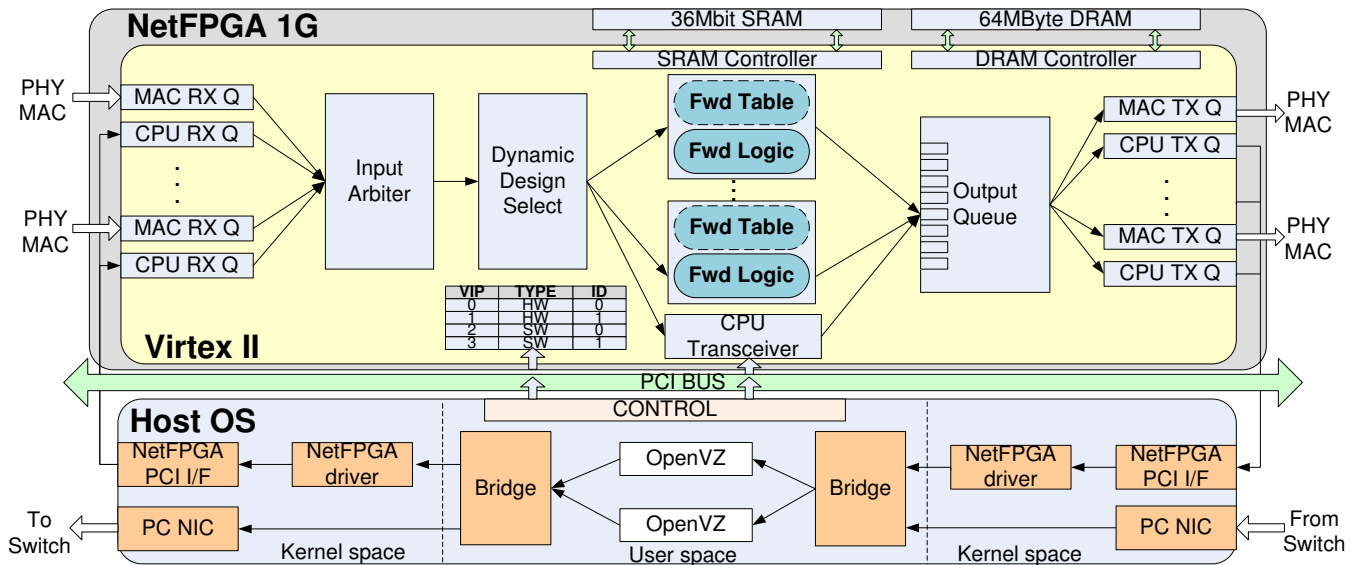 NetFPGA 1G
36Mbit SRAM
64MByte DRAM
SRAM Controller
DRAM Controller
PHY
MAC
MAC RX Q
CPU RX Q
PHY
MAC
MAC RX Q
CPU RX Q
Input
Arbiter
Dynamic
Design
Select
Fwd Table
Fwd Logic
Fwd Table
Fwd Logic
CPU
Transceiver
Output
Queue
MAC TX Q
CPU TX Q
MAC TX Q
CPU TX Q
PHY
MAC
PHY
MAC
VIP TYPE ID
0 HW 0
1 HW 1
2 SW 0
3 SW 1
Virtex II
PCI BUS
Host OS
CONTROL
NetFPGA
PCI I/F
NetFPGA
driver
Bridge
OpenVZ
OpenVZ
Bridge
NetFPGA
driver
NetFPGA
PCI I/F
To
Switch
PC NIC
PC NIC
From
Switch
Kernel space
User space
Kernel space